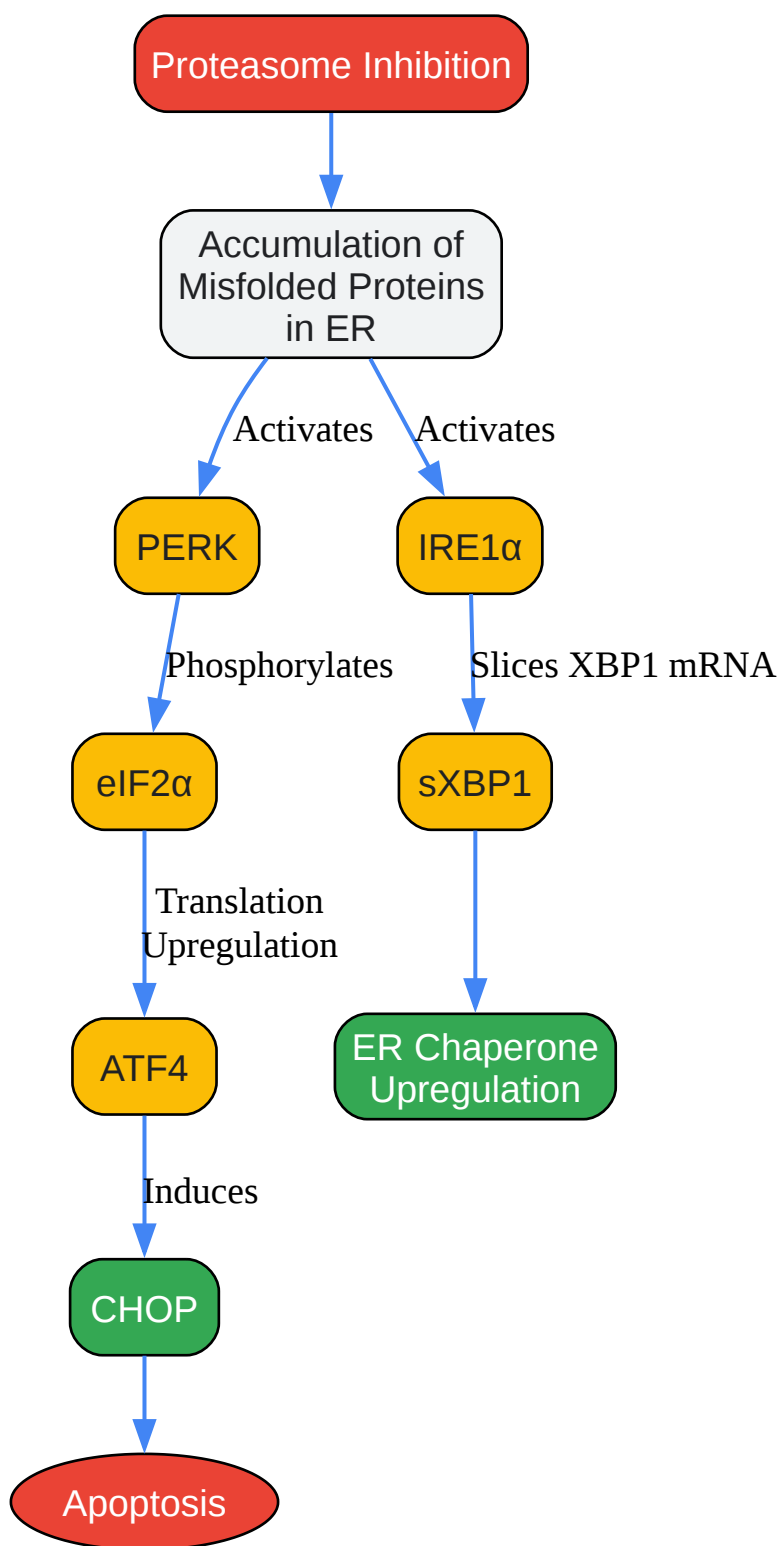 Proteasome Inhibition
Accumulation of
Misfolded Proteins
in ER
Activates
Activates
PERK
IRE1α
Phosphorylates
Slices XBP1 mRNA
eIF2α
sXBP1
Translation
Upregulation
ATF4
ER Chaperone
Upregulation
Induces
CHOP
Apoptosis